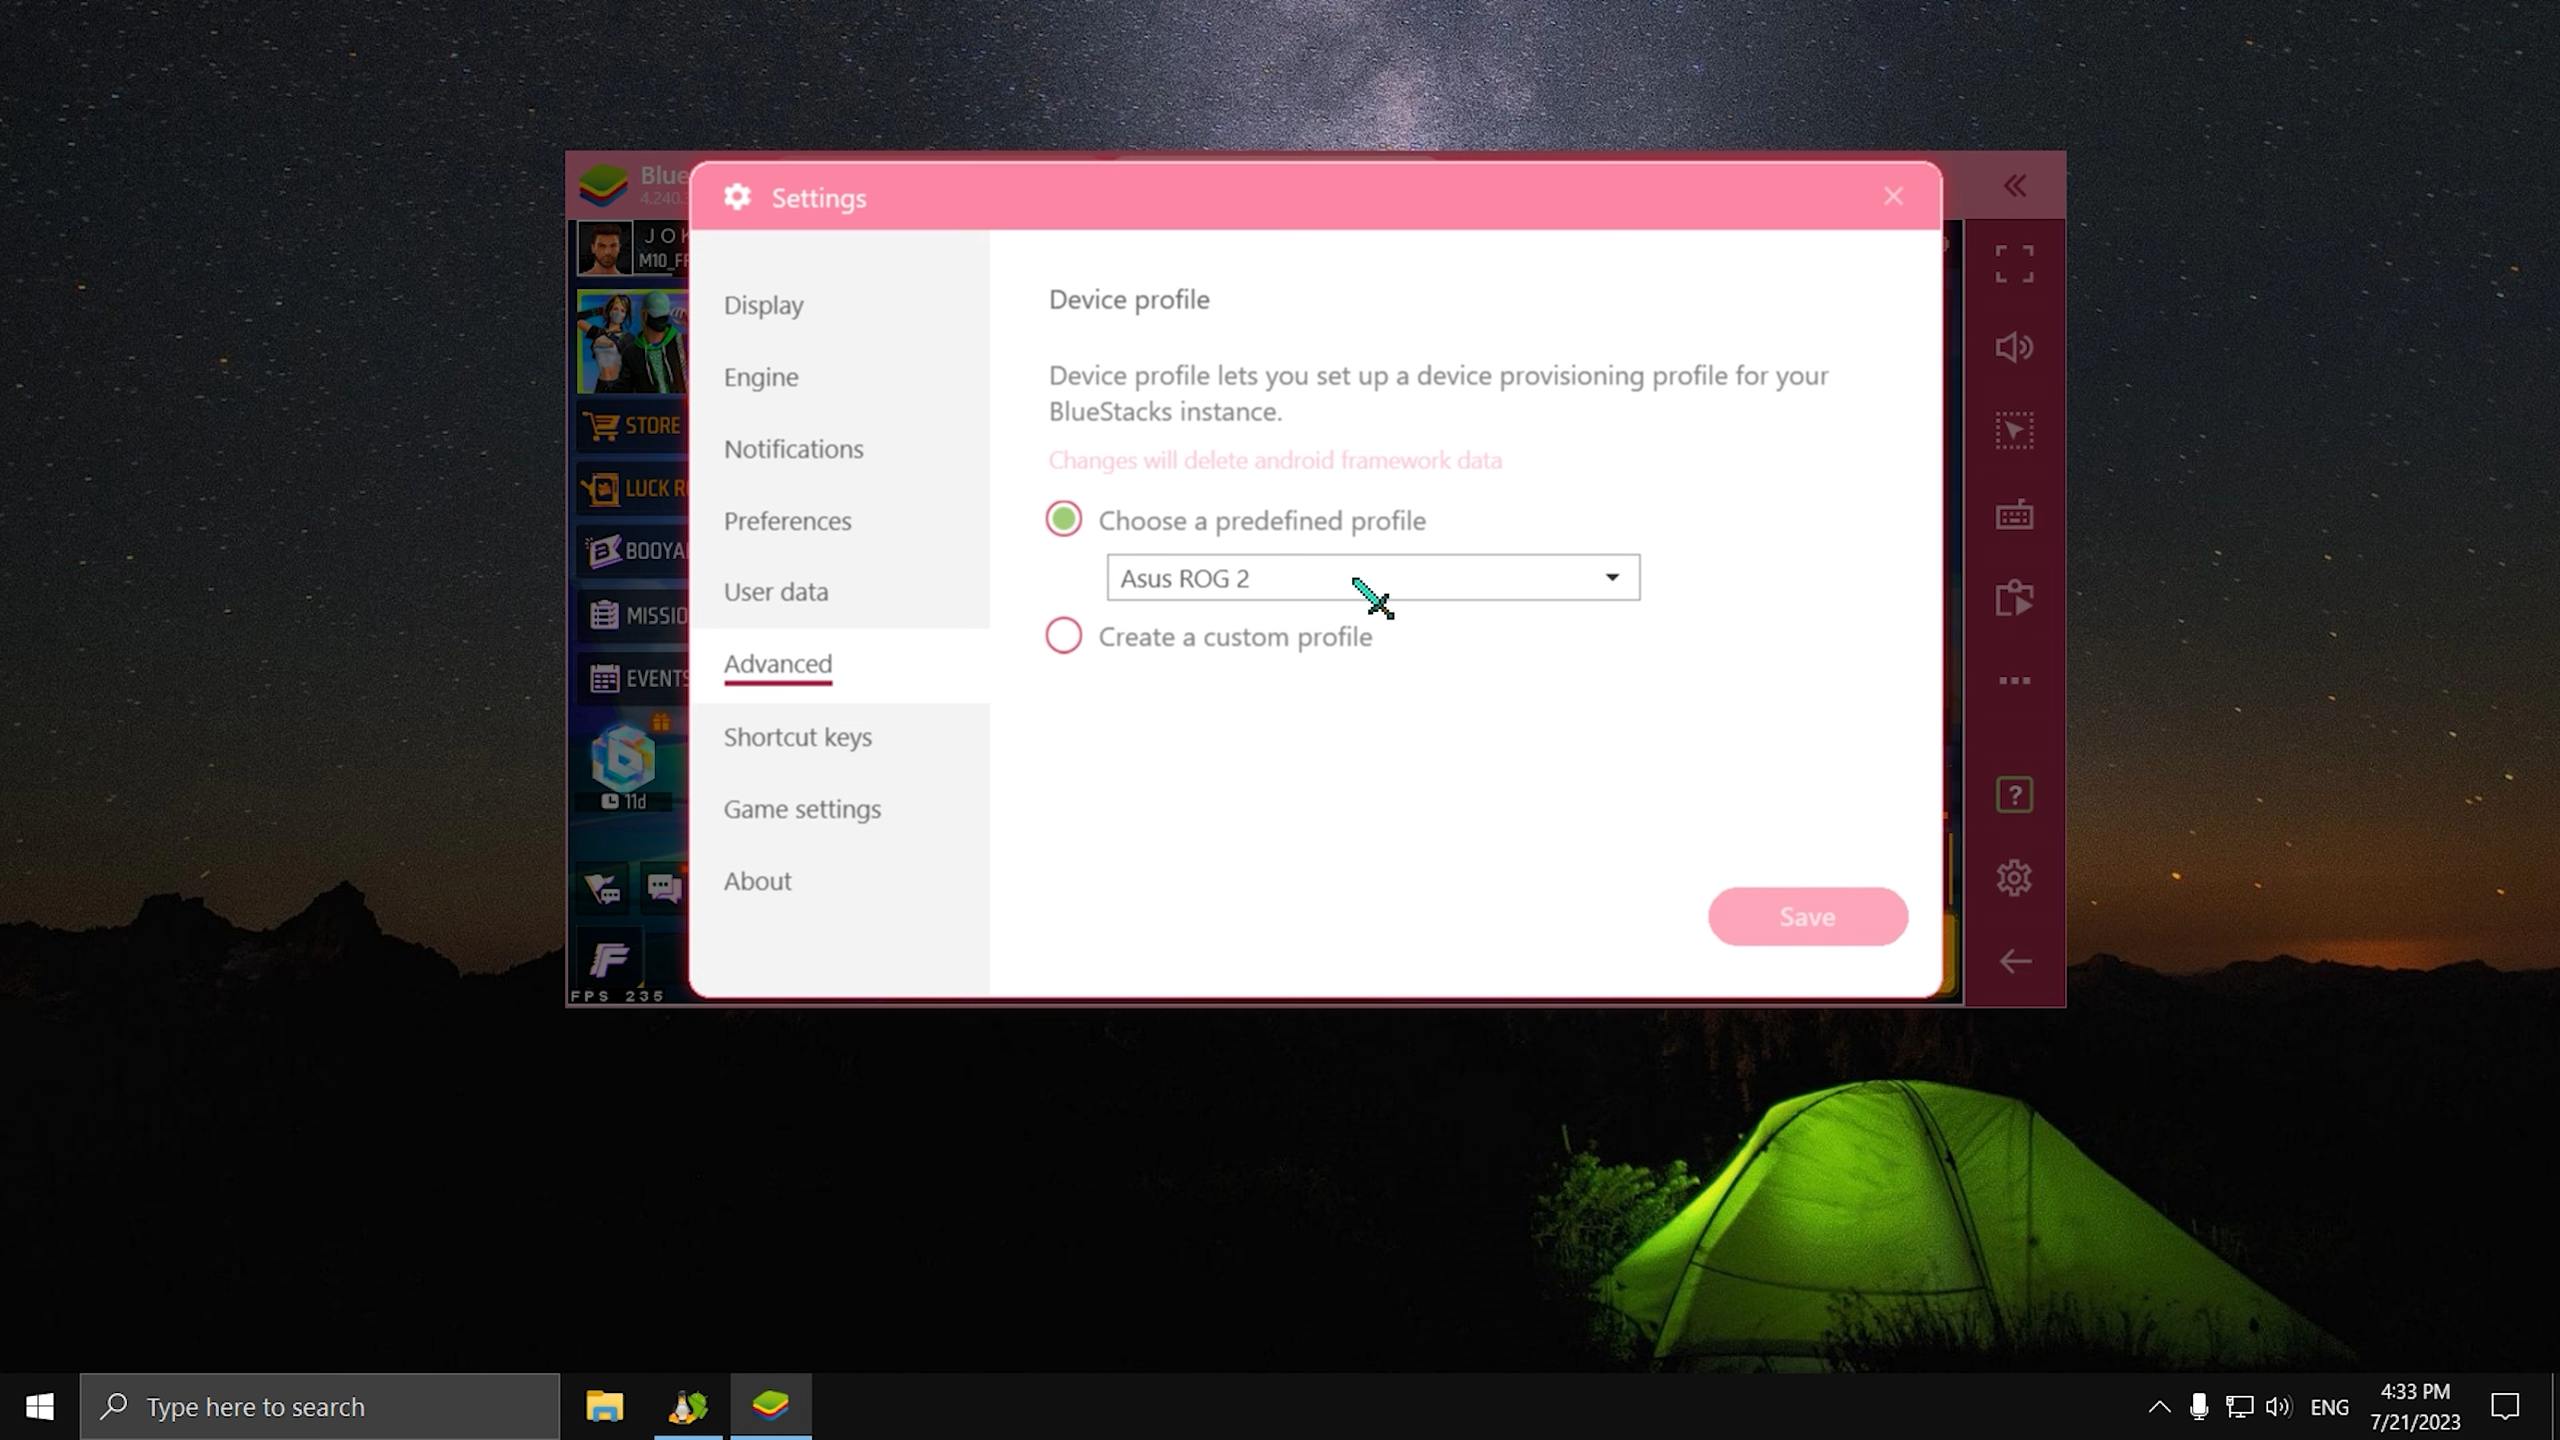 Blue
4.240.
Settings
JOK
M10_F
STORE
LUCK R
BOOYA
MISSIO
EVENTS
11d
FPS 235
Display
Engine
Notifications
Preferences
User data
Advanced
Shortcut keys
Game settings
About
Device profile
Device profile lets you set up a device provisioning profile for your
BlueStacks instance.
Changes will delete android framework data
Choose a predefined profile
Asus ROG 2
Create a custom profile
Save
Type here to search
ENG
4:33 PM
7/21/2023